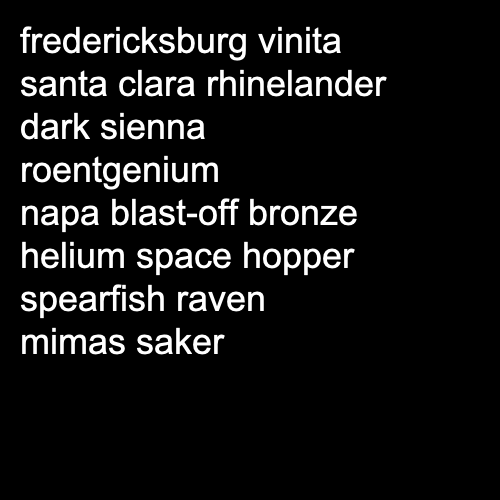 fredericksburg vinita
santa clara rhinelander
dark sienna
roentgenium
napa blast-off bronze
helium space hopper
spearfish raven
mimas saker